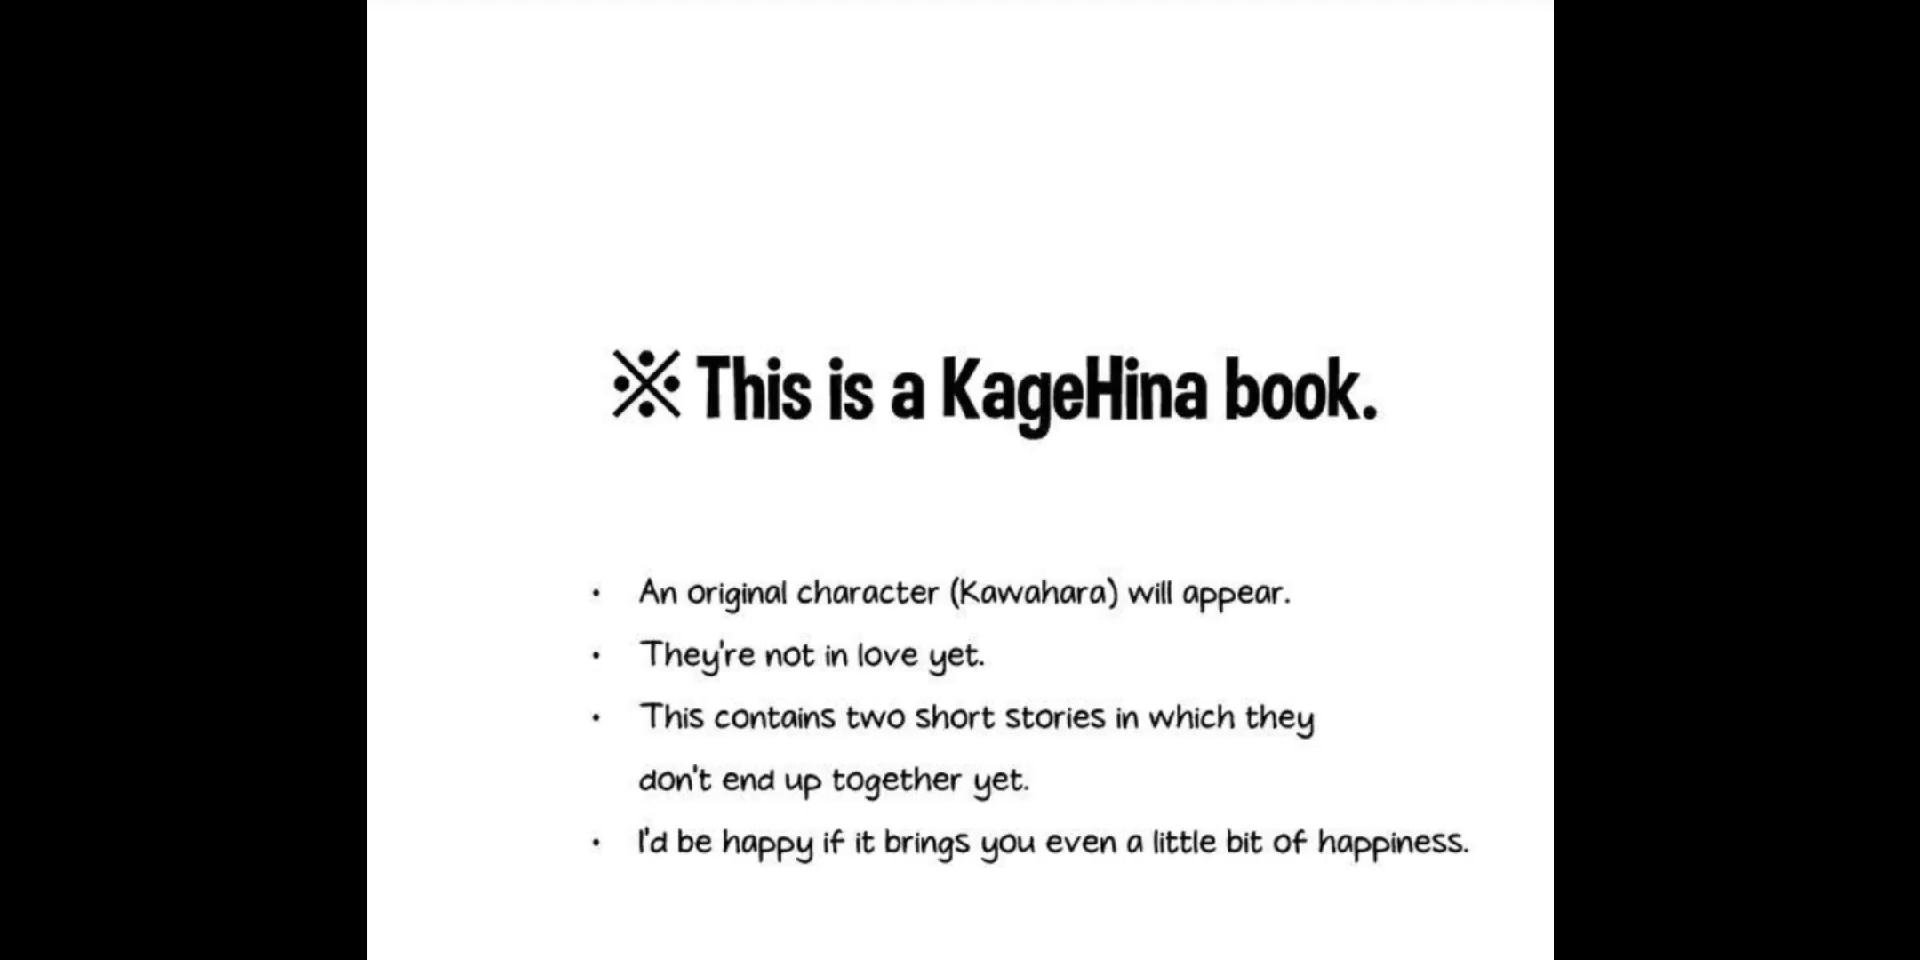 ※ This is a KageHina book.
· An original character (Kawahara) will appear.
· They're not in love yet.
· This contains two short stories in which they
don't end up together yet.
· I'd be happy if it brings you even a little bit of happiness.